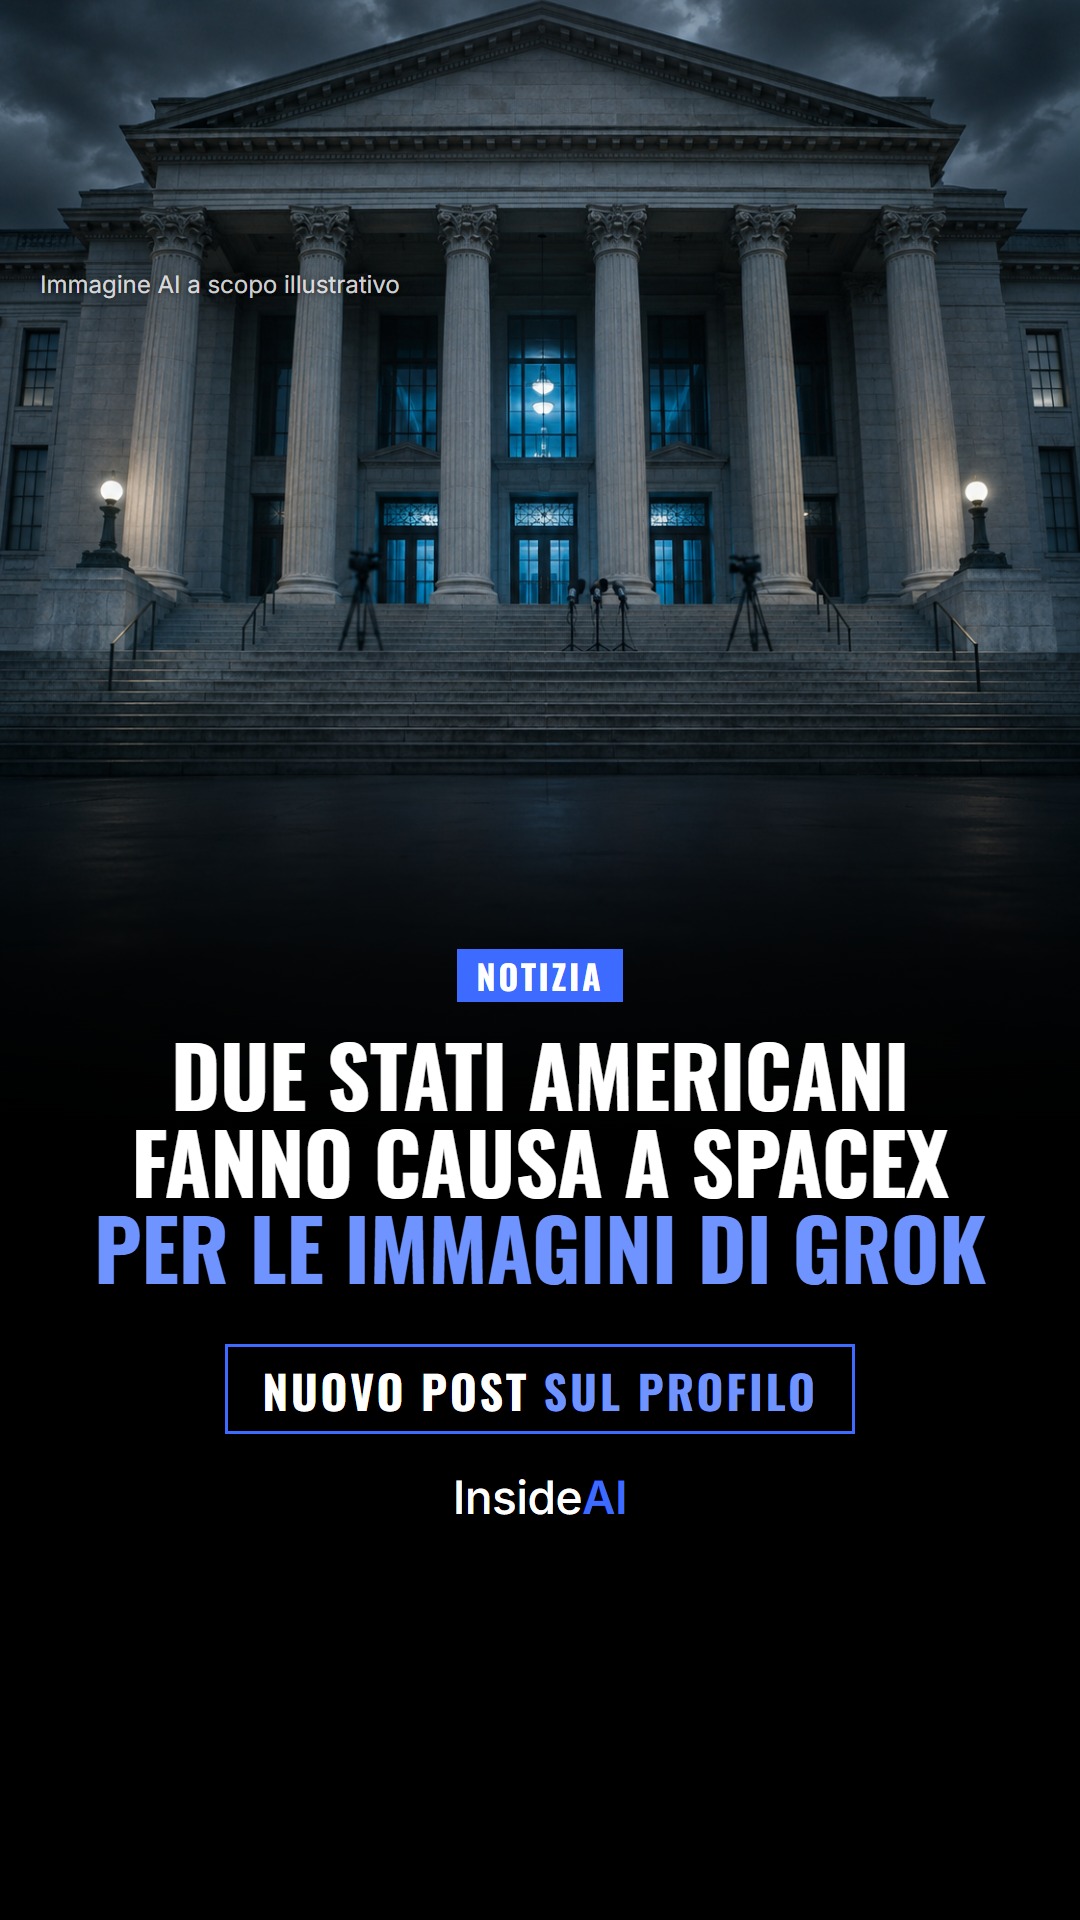 Immagine AI a scopo illustrativo
NOTIZIA
DUE STATI AMERICANI
FANNO CAUSA A SPACEX
PER LE IMMAGINI DI GROK
NUOVO POST SUL PROFILO
InsideAI